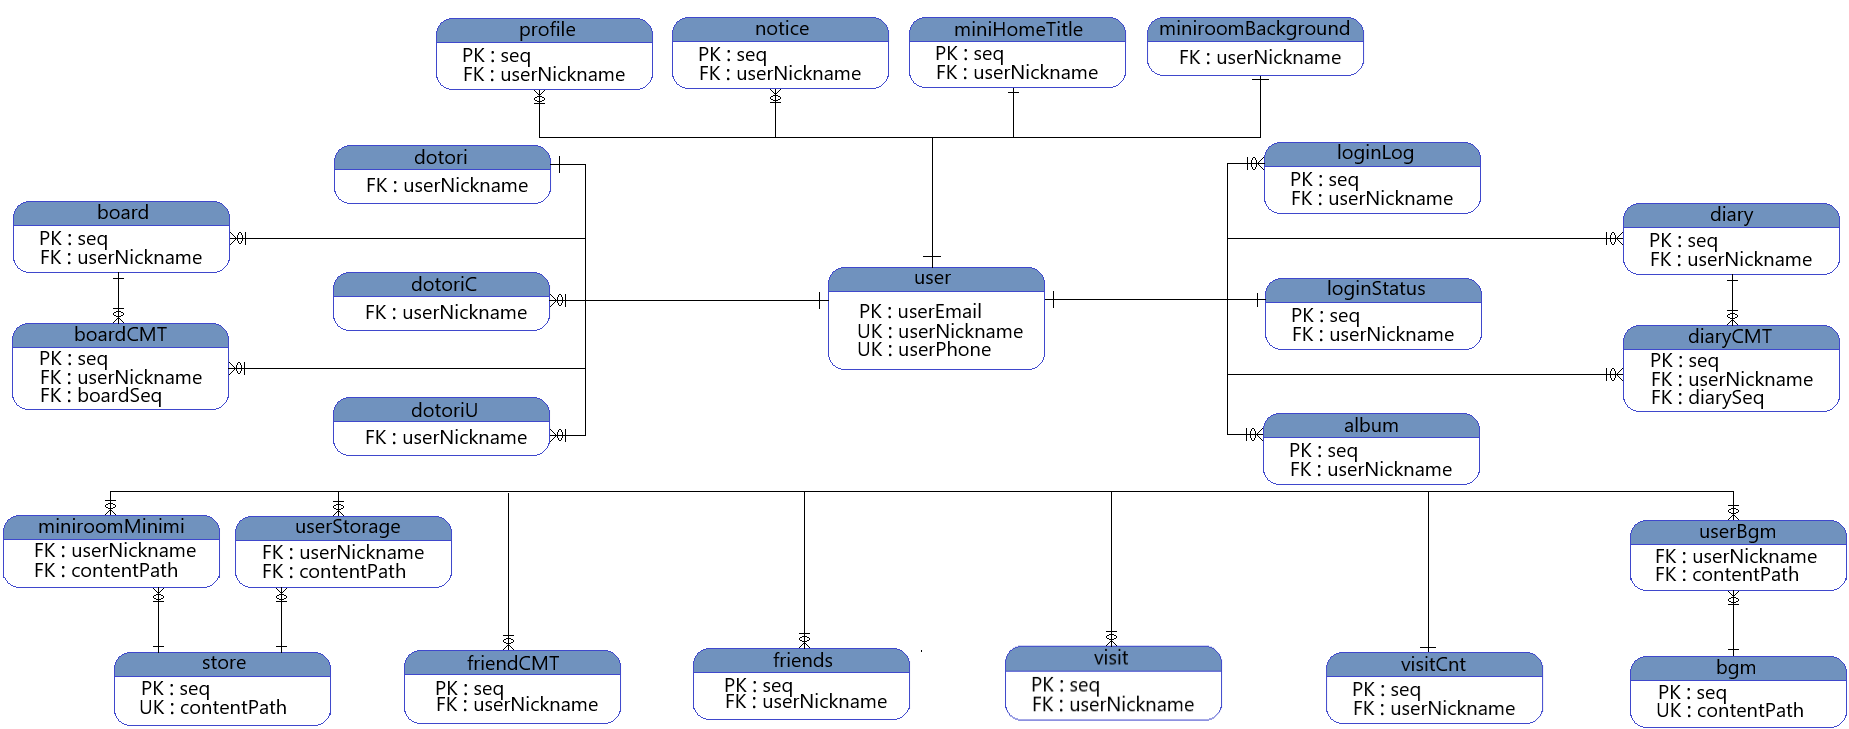 profile
PK : seq
FK : userNickname
notice
PK : seq
FK : userNickname
miniHomeTitle
PK : seq
FK : userNickname
miniroomBackground
FK : userNickname
dotori
FK : userNickname
loginLog
PK : seq
FK : userNickname
board
PK : seq
FK : userNickname
diary
PK : seq
FK : userNickname
dotoriC
FK : userNickname
user
PK : userEmail
UK : userNickname
UK : userPhone
loginStatus
PK : seq
FK : userNickname
boardCMT
PK : seq
FK : userNickname
FK : boardSeq
diaryCMT
PK : seq
FK : userNickname
FK : diarySeq
dotoriU
FK : userNickname
album
PK : seq
FK : userNickname
miniroomMinimi
FK : userNickname
FK : contentPath
userStorage
FK : userNickname
FK : contentPath
userBgm
FK : userNickname
FK : contentPath
store
PK : seq
UK : contentPath
friendCMT
PK : seq
FK : userNickname
friends
PK : seq
FK : userNickname
visit
PK : seq
FK : userNickname
visitCnt
PK : seq
FK : userNickname
bgm
PK : seq
UK : contentPath